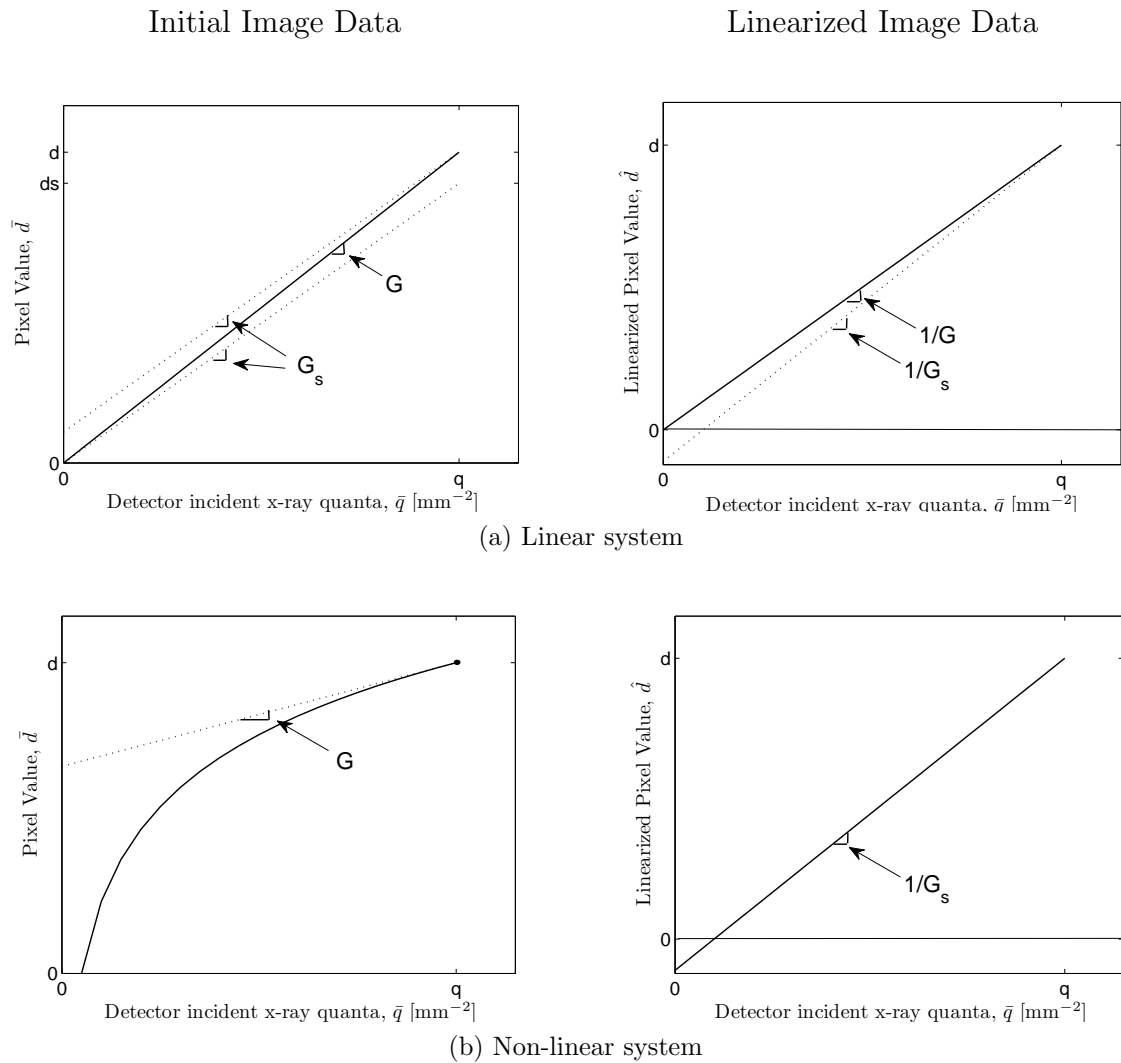 Initial Image Data
Linearized Image Data
d
ds
0
Pixel Value, d̄
G
G_s
0
q
Detector incident x-ray quanta, q̄ [mm⁻²]
d
0
Linearized Pixel Value, d̂
1/G
1/G_s
0
q
Detector incident x-ray quanta, q̄ [mm⁻²]
(a) Linear system
d
0
Pixel Value, d̄
G
0
q
Detector incident x-ray quanta, q̄ [mm⁻²]
d
0
Linearized Pixel Value, d̂
1/G_s
0
q
Detector incident x-ray quanta, q̄ [mm⁻²]
(b) Non-linear system